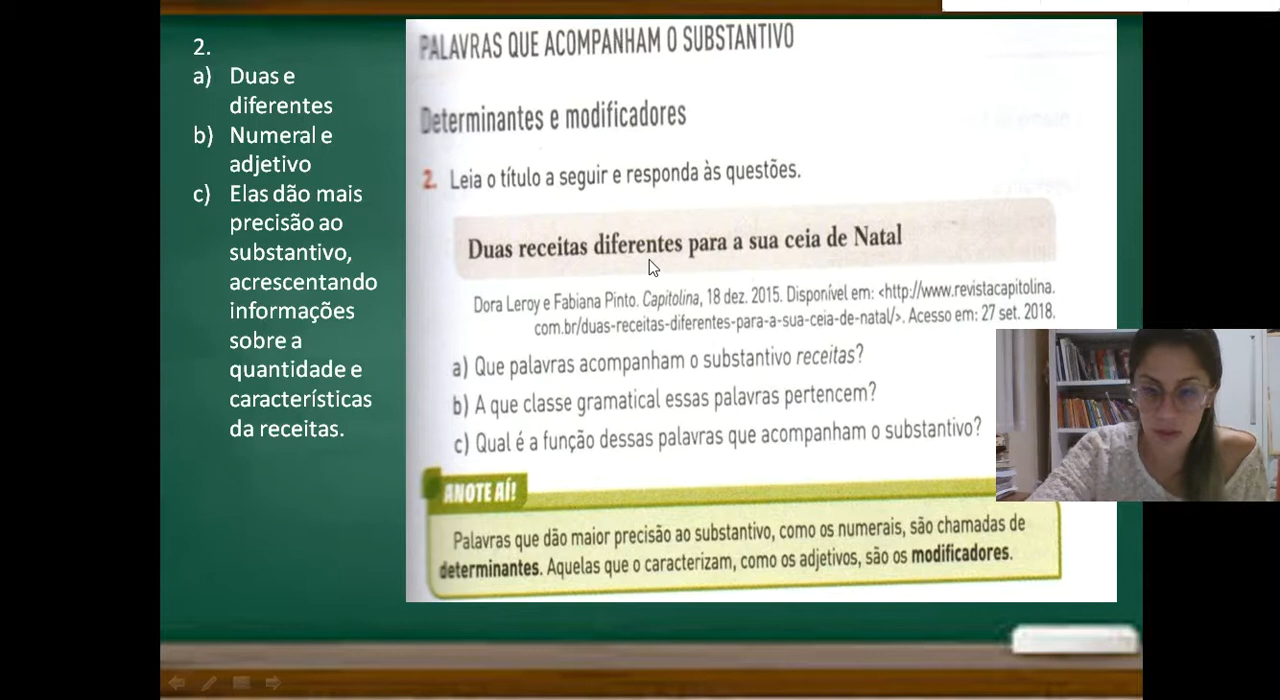 2.
a) Duas e
diferentes
b) Numeral e
adjetivo
c) Elas dão mais
precisão ao
substantivo,
acrescentando
informações
sobre a
quantidade e
características
da receitas.
PALAVRAS QUE ACOMPANHAM O SUBSTANTIVO
Determinantes e modificadores
2. Leia o título a seguir e responda às questões.
Duas receitas diferentes para a sua ceia de Natal
Dora Leroy e Fabiana Pinto. Capitolina, 18 dez. 2015. Disponível em: <http://www.revistacapitolina.
com.br/duas-receitas-diferentes-para-a-sua-ceia-de-natal/>. Acesso em: 27 set. 2018.
a) Que palavras acompanham o substantivo receitas?
b) A que classe gramatical essas palavras pertencem?
c) Qual é a função dessas palavras que acompanham o substantivo?
ANOTE AÍ!
Palavras que dão maior precisão ao substantivo, como os numerais, são chamadas de
determinantes. Aquelas que o caracterizam, como os adjetivos, são os modificadores.